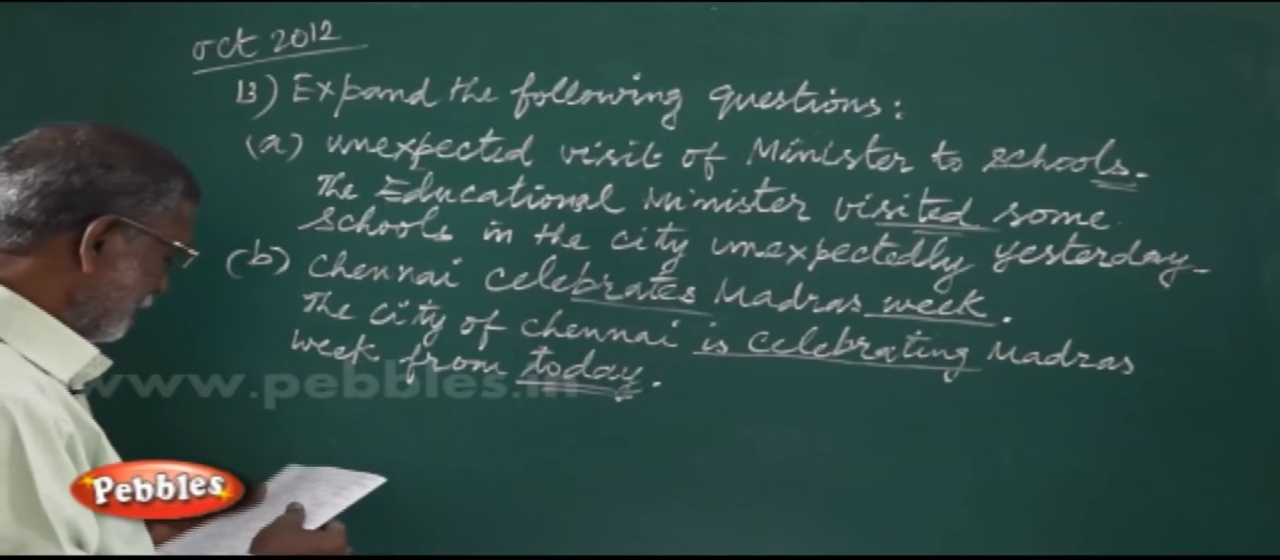 Oct 2012
13) Expand the following questions:
(a) unexpected visit of Minister to schools.
The Educational Minister visited some
schools in the city unexpectedly yesterday.
(b) Chennai celebrates Madras week.
The city of Chennai is celebrating Madras
week from today.
www.pebbles.in
Pebbles